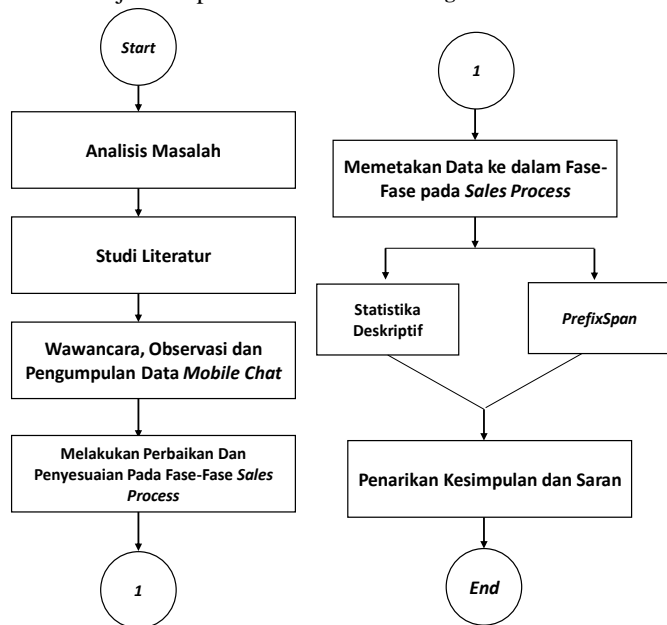 Start
Analisis Masalah
Studi Literatur
Wawancara, Observasi dan
Pengumpulan Data Mobile Chat
Melakukan Perbaikan Dan
Penyesuaian Pada Fase-Fase Sales
Process
1
1
Memetakan Data ke dalam Fase-
Fase pada Sales Process
Statistika
Deskriptif
PrefixSpan
Penarikan Kesimpulan dan Saran
End